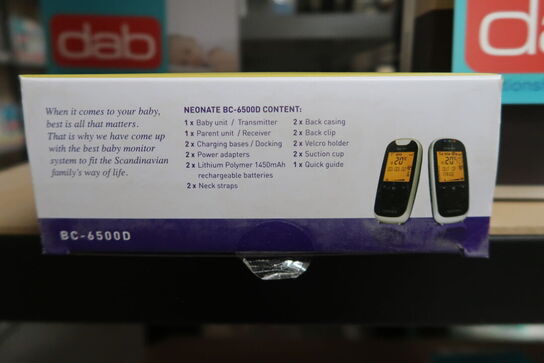 dab
d
When it comes to your baby,
best is all that matters.
That is why we have come up
with the best baby monitor
system to fit the Scandinavian
family's way of life.
NEONATE BC-6500D CONTENT:
1 x Baby unit / Transmitter
1 x Parent unit / Receiver
2 x Charging bases / Docking
2 x Power adapters
2 x Lithium Polymer 1450mAh
rechargeable batteries
2 x Neck straps
2 x Back casing
2 x Back clip
2 x Velcro holder
2 x Suction cup
1 x Quick guide
BC-6500D